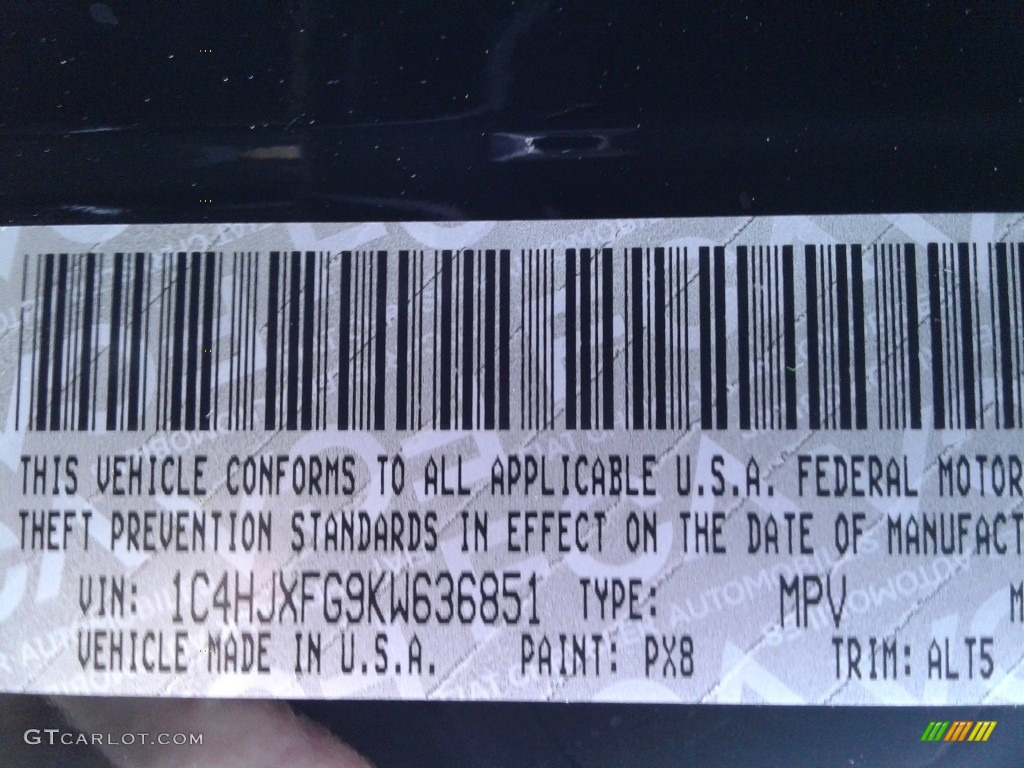 THIS VEHICLE CONFORMS TO ALL APPLICABLE U.S.A. FEDERAL MOTOR
THEFT PREVENTION STANDARDS IN EFFECT ON THE DATE OF MANUFACT
VIN: 1C4HJXFG9KW636851 TYPE: MPV M
VEHICLE MADE IN U.S.A. PAINT: PX8 TRIM: ALT5
GTCARLOT.COM